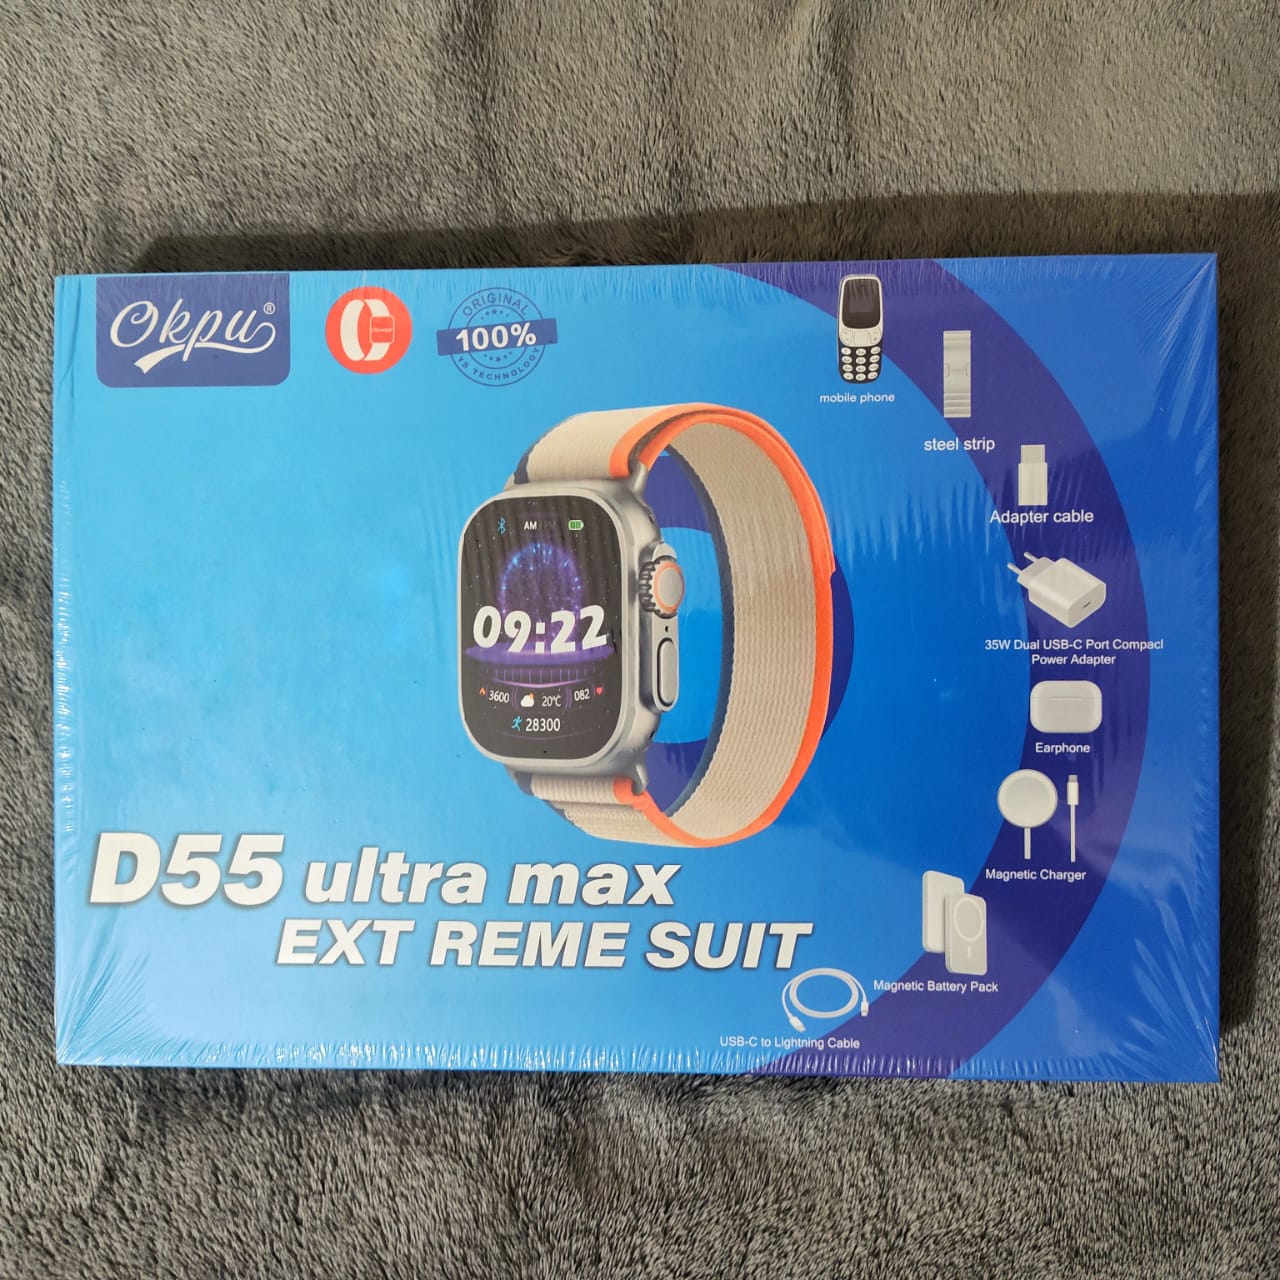 Okpu®
ORIGINAL
100%
YS TECHNOLOGY
mobile phone
steel strip
Adapter cable
AM
09:22
3600
20°C
082
28300
35W Dual USB-C Port Compacl
Power Adapter
Earphone
Magnetic Charger
D55 ultra max
EXT REME SUIT
Magnetic Battery Pack
USB-C to Lightning Cable